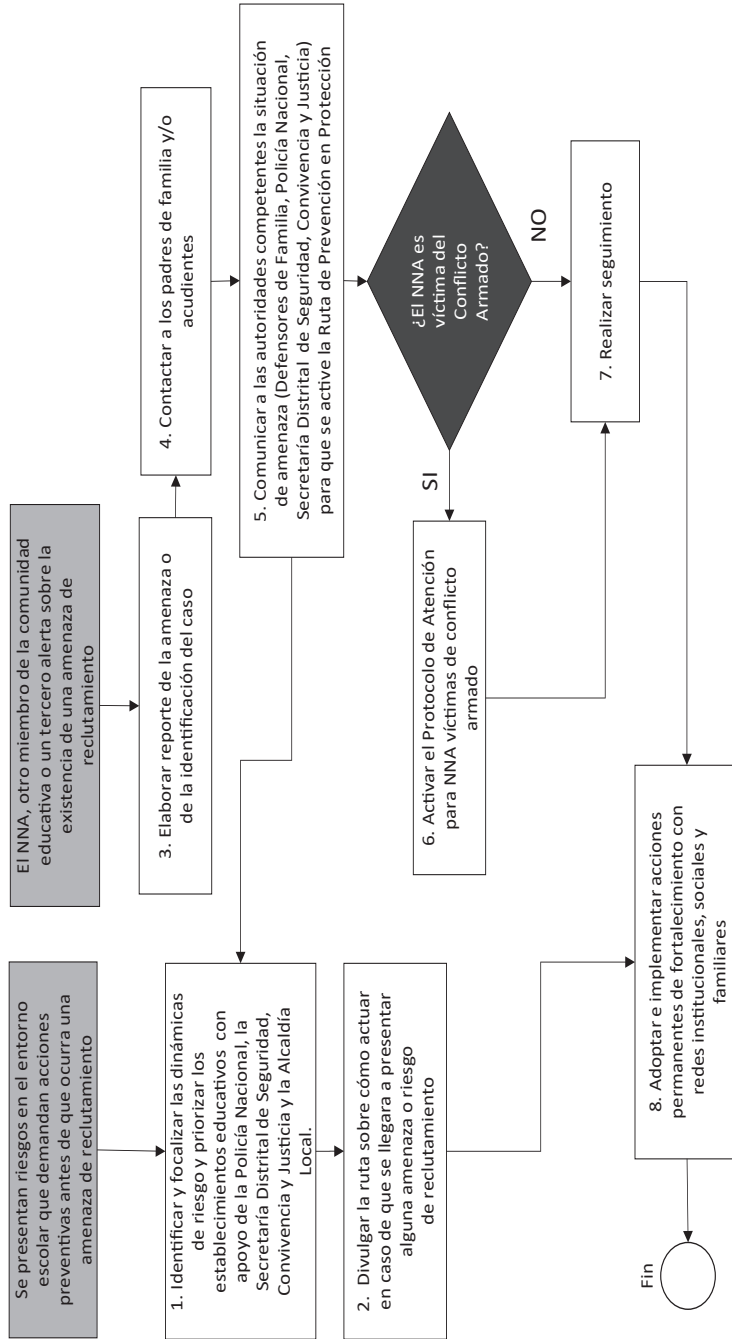 Se presentan riesgos en el entorno
escolar que demandan acciones
preventivas antes de que ocurra una
amenaza de reclutamiento
1. Identificar y focalizar las dinámicas
de riesgo y priorizar los
establecimientos educativos con
apoyo de la Policía Nacional, la
Secretaría Distrital de Seguridad,
Convivencia y Justicia y la Alcaldía
Local.
2. Divulgar la ruta sobre cómo actuar
en caso de que se llegara a presentar
alguna amenaza o riesgo
de reclutamiento
El NNA, otro miembro de la comunidad
educativa o un tercero alerta sobre la
existencia de una amenaza de
reclutamiento
3. Elaborar reporte de la amenaza o
de la identificación del caso
4. Contactar a los padres de familia y/o
acudientes
5. Comunicar a las autoridades competentes la situación
de amenaza (Defensores de Familia, Policía Nacional,
Secretaría Distrital de Seguridad, Convivencia y Justicia)
para que se active la Ruta de Prevención en Protección
¿El NNA es
víctima del
Conflicto
Armado?
SI
NO
6. Activar el Protocolo de Atención
para NNA víctimas de conflicto
armado
7. Realizar seguimiento
8. Adoptar e implementar acciones
permanentes de fortalecimiento con
redes institucionales, sociales y
familiares
Fin